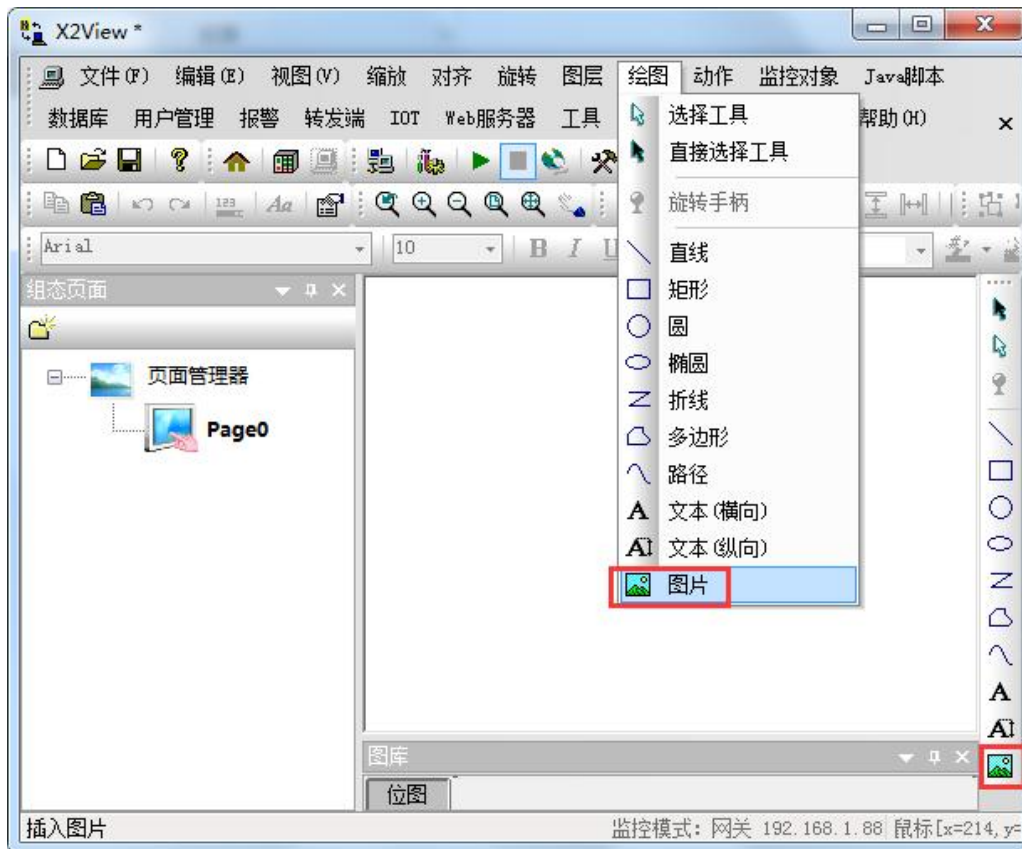 X2View *
文件(F) 编辑(E) 视图(V) 缩放 对齐 旋转 图层 绘图 动作 监控对象 Java脚本
数据库 用户管理 报警 转发端 IOT Web服务器 工具 帮助(H)
选择工具
直接选择工具
旋转手柄
123 Aa
Arial 10 B I U
直线
矩形
圆
椭圆
折线
多边形
路径
A 文本(横向)
A 文本(纵向)
图片
组态页面
页面管理器
Page0
A
A
图库
位图
插入图片 监控模式: 网关 192.168.1.88 鼠标[x=214,y=